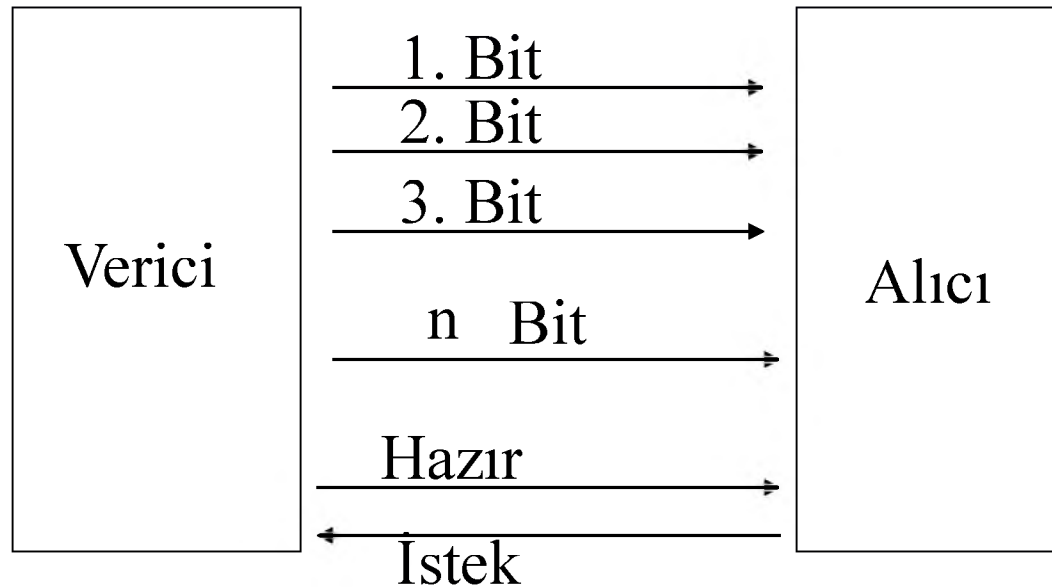 1. Bit
2. Bit
3. Bit
Verici
Alıcı
n Bit
Hazır
İstek